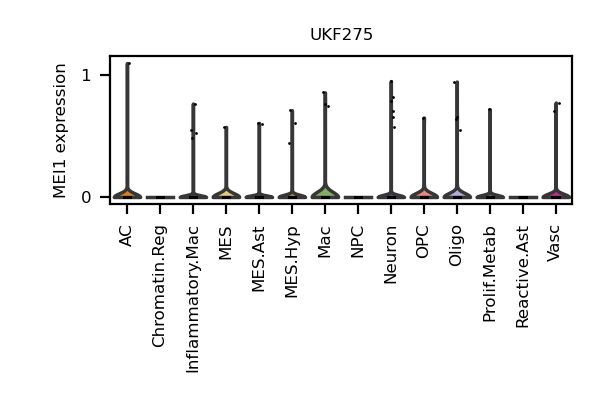 UKF275
MEI1 expression
1
0
AC
Chromatin.Reg
Inflammatory.Mac
MES
MES.Ast
MES.Hyp
Mac
NPC
Neuron
OPC
Oligo
Prolif.Metab
Reactive.Ast
Vasc